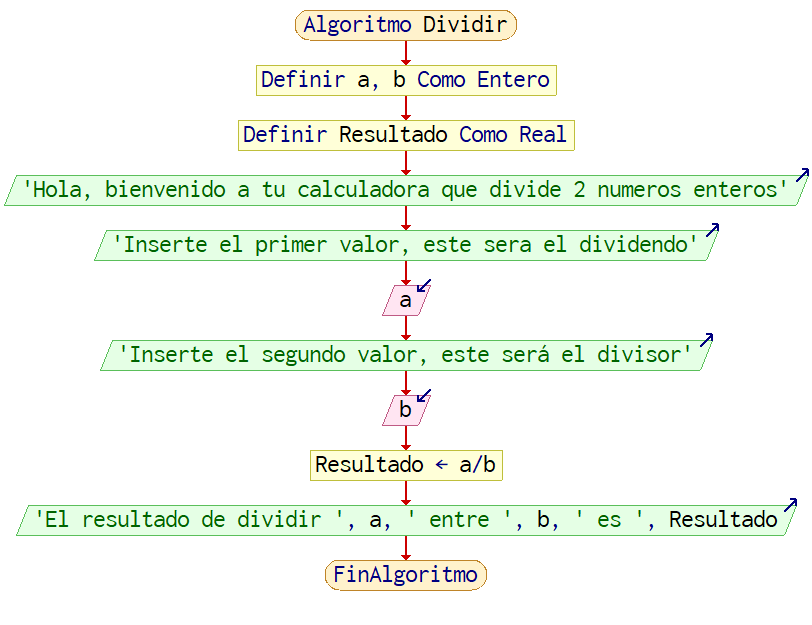 Algoritmo Dividir
Definir a, b Como Entero
Definir Resultado Como Real
'Hola, bienvenido a tu calculadora que divide 2 numeros enteros'
'Inserte el primer valor, este sera el dividendo'
a
'Inserte el segundo valor, este será el divisor'
b
Resultado ← a/b
'El resultado de dividir ', a, ' entre ', b, ' es ', Resultado
FinAlgoritmo